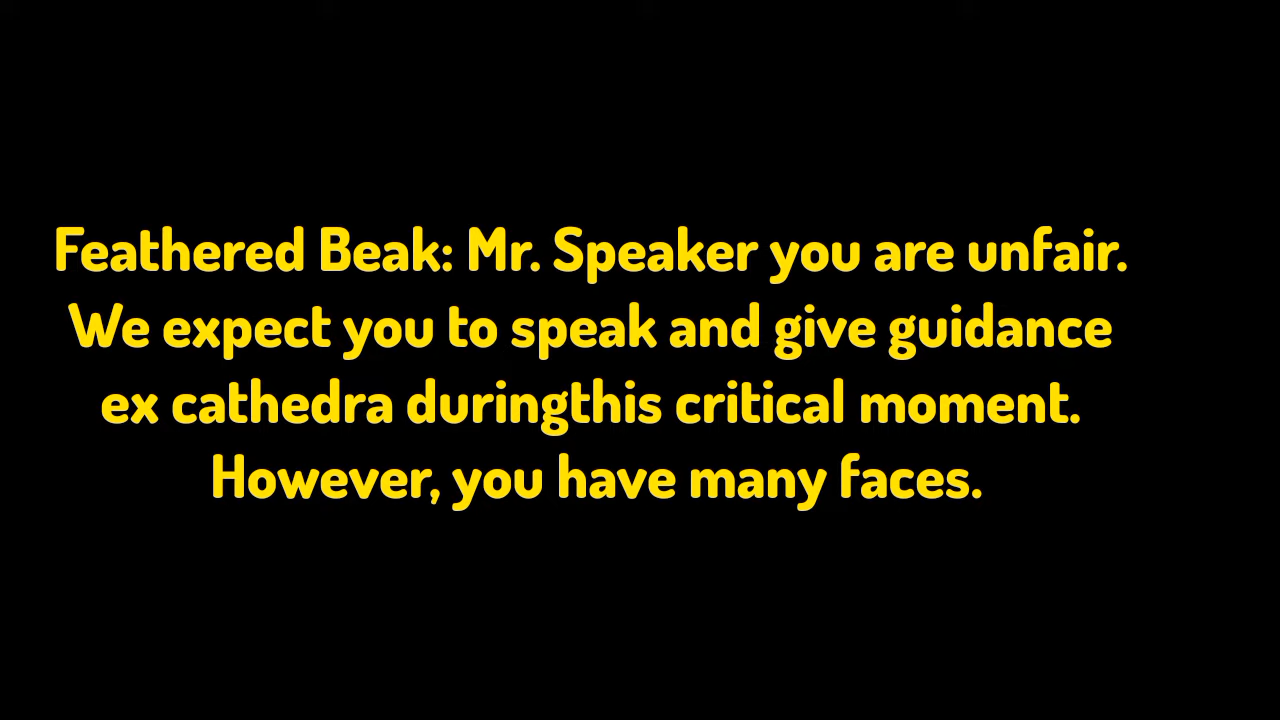 Feathered Beak: Mr. Speaker you are unfair.
We expect you to speak and give guidance
ex cathedra duringthis critical moment.
However, you have many faces.